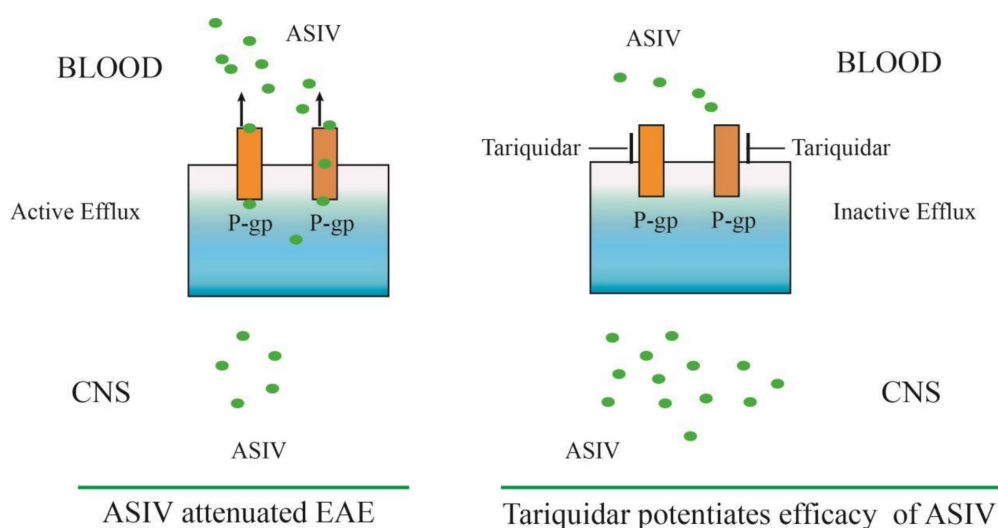 ASIV
BLOOD
Active Efflux
P-gp
P-gp
CNS
ASIV
ASIV attenuated EAE
ASIV
BLOOD
Tariquidar
Tariquidar
P-gp
P-gp
Inactive Efflux
CNS
ASIV
Tariquidar potentiates efficacy of ASIV